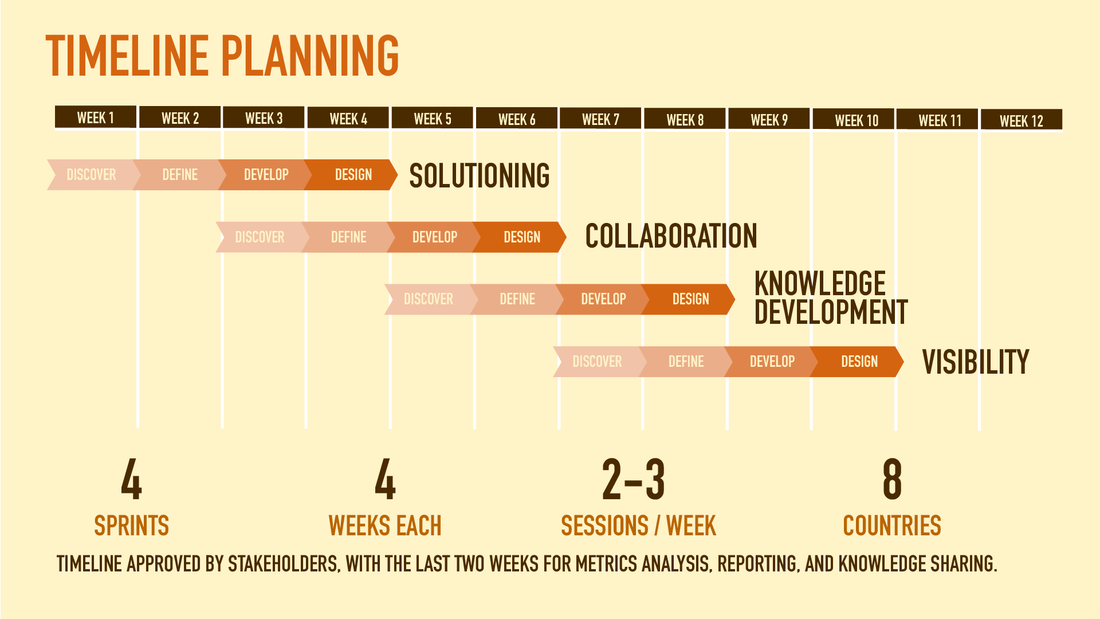 TIMELINE PLANNING
WEEK 1 WEEK 2 WEEK 3 WEEK 4 WEEK 5 WEEK 6 WEEK 7 WEEK 8 WEEK 9 WEEK 10 WEEK 11 WEEK 12
DISCOVER DEFINE DEVELOP DESIGN SOLUTIONING
DISCOVER DEFINE DEVELOP DESIGN COLLABORATION
DISCOVER DEFINE DEVELOP DESIGN KNOWLEDGE
DEVELOPMENT
DISCOVER DEFINE DEVELOP DESIGN VISIBILITY
4 4 2-3 8
SPRINTS WEEKS EACH SESSIONS / WEEK COUNTRIES
TIMELINE APPROVED BY STAKEHOLDERS, WITH THE LAST TWO WEEKS FOR METRICS ANALYSIS, REPORTING, AND KNOWLEDGE SHARING.